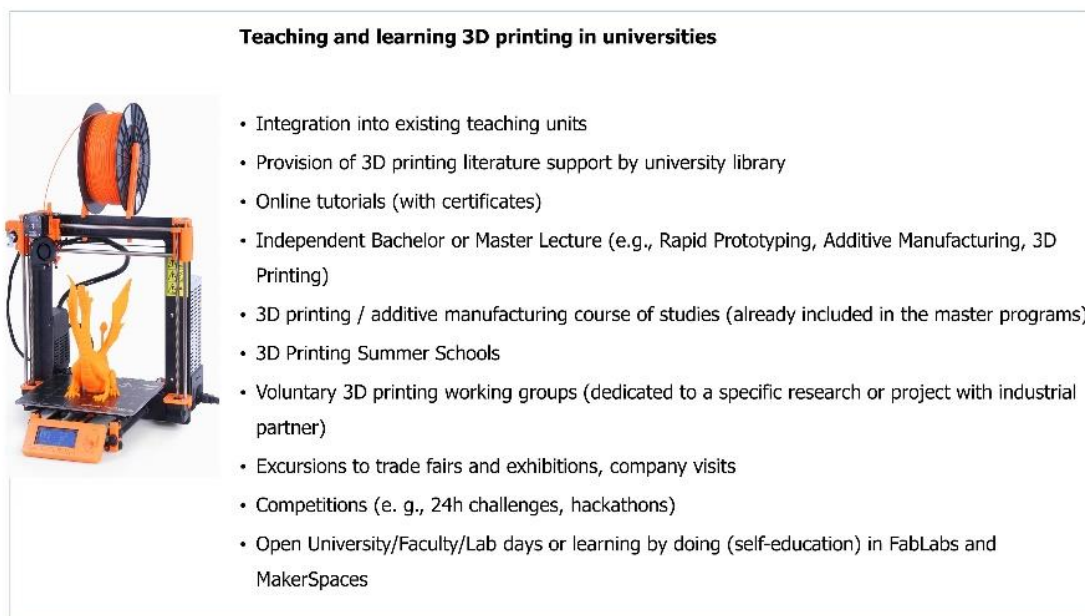 Teaching and learning 3D printing in universities
• Integration into existing teaching units
• Provision of 3D printing literature support by university library
• Online tutorials (with certificates)
• Independent Bachelor or Master Lecture (e.g., Rapid Prototyping, Additive Manufacturing, 3D
Printing)
• 3D printing / additive manufacturing course of studies (already included in the master programs)
• 3D Printing Summer Schools
• Voluntary 3D printing working groups (dedicated to a specific research or project with industrial
partner)
• Excursions to trade fairs and exhibitions, company visits
• Competitions (e. g., 24h challenges, hackathons)
• Open University/Faculty/Lab days or learning by doing (self-education) in FabLabs and
MakerSpaces